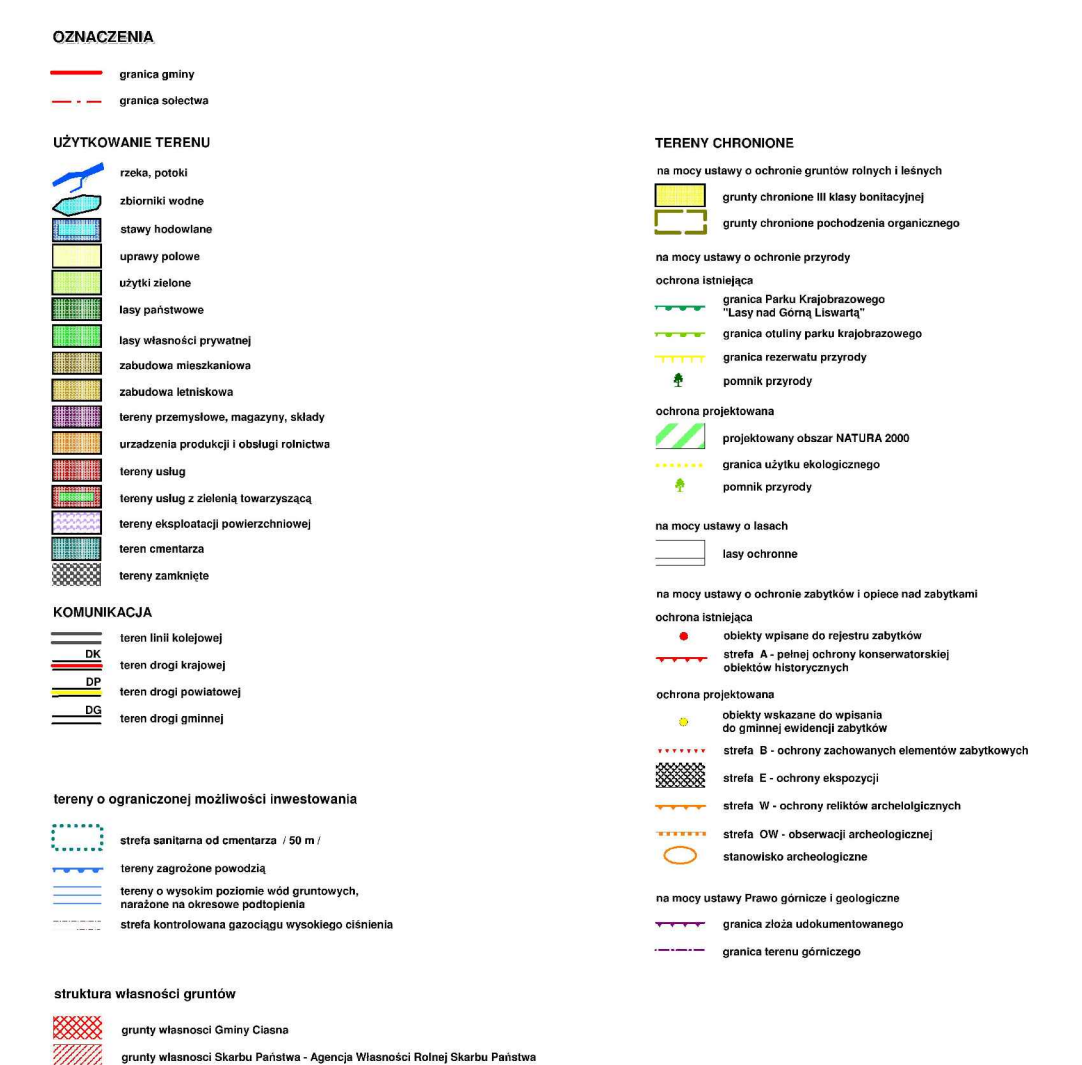 OZNACZENIA
granica gminy
granica sołectwa
UŻYTKOWANIE TERENU
rzeka, potoki
zbiorniki wodne
stawy hodowlane
uprawy polowe
użytki zielone
lasy państwowe
lasy własności prywatnej
zabudowa mieszkaniowa
zabudowa letniskowa
tereny przemysłowe, magazyny, składy
urzadzenia produkcji i obsługi rolnictwa
tereny usług
tereny usług z zielenią towarzyszącą
tereny eksploatacji powierzchniowej
teren cmentarza
tereny zamknięte
KOMUNIKACJA
teren linii kolejowej
DK
teren drogi krajowej
DP
teren drogi powiatowej
DG
teren drogi gminnej
tereny o ograniczonej możliwości inwestowania
strefa sanitarna od cmentarza / 50 m /
tereny zagrożone powodzią
tereny o wysokim poziomie wód gruntowych,
narażone na okresowe podtopienia
strefa kontrolowana gazociągu wysokiego ciśnienia
struktura własności gruntów
grunty własnosci Gminy Ciasna
grunty własnosci Skarbu Państwa - Agencja Własności Rolnej Skarbu Państwa
TERENY CHRONIONE
na mocy ustawy o ochronie gruntów rolnych i leśnych
grunty chronione III klasy bonitacyjnej
grunty chronione pochodzenia organicznego
na mocy ustawy o ochronie przyrody
ochrona istniejąca
granica Parku Krajobrazowego
"Lasy nad Górną Liswartą"
granica otuliny parku krajobrazowego
granica rezerwatu przyrody
pomnik przyrody
ochrona projektowana
projektowany obszar NATURA 2000
granica użytku ekologicznego
pomnik przyrody
na mocy ustawy o lasach
lasy ochronne
na mocy ustawy o ochronie zabytków i opiece nad zabytkami
ochrona istniejąca
obiekty wpisane do rejestru zabytków
strefa A - pełnej ochrony konserwatorskiej
obiektów historycznych
ochrona projektowana
obiekty wskazane do wpisania
do gminnej ewidencji zabytków
strefa B - ochrony zachowanych elementów zabytkowych
strefa E - ochrony ekspozycji
strefa W - ochrony reliktów archelolgicznych
strefa OW - obserwacji archeologicznej
stanowisko archeologiczne
na mocy ustawy Prawo górnicze i geologiczne
granica złoża udokumentowanego
granica terenu górniczego